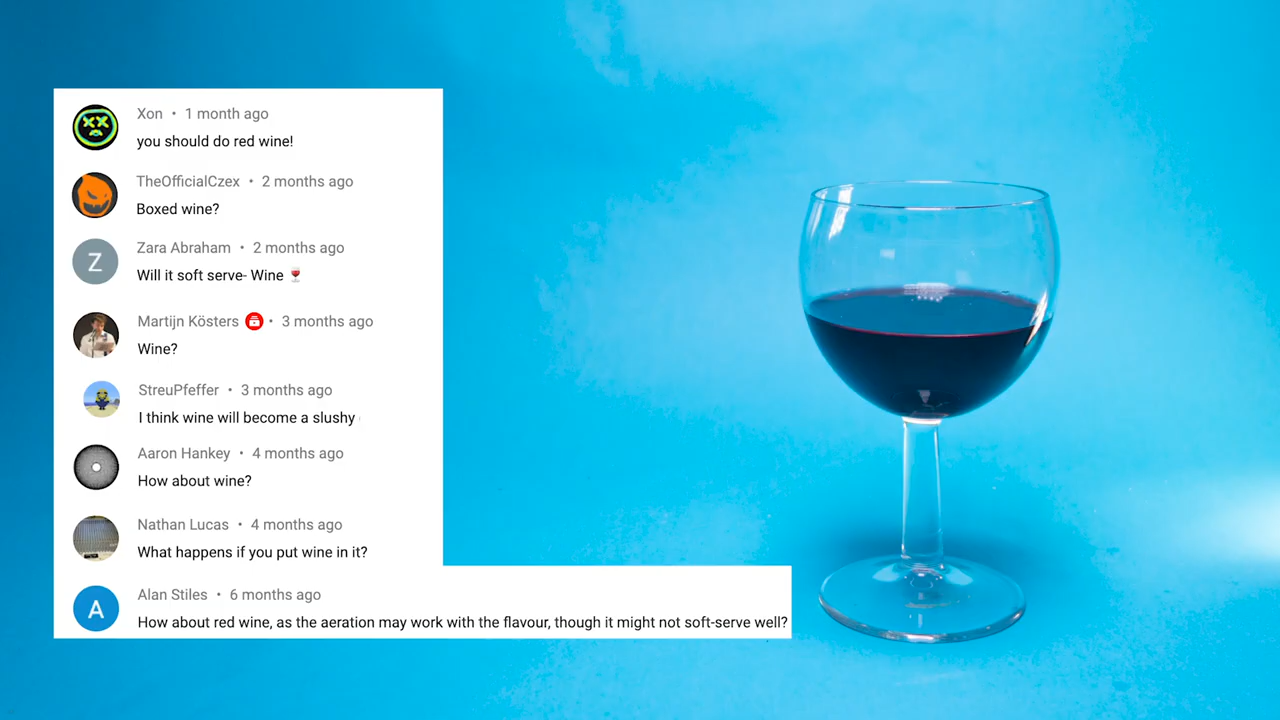 Xon • 1 month ago
you should do red wine!
TheOfficialCzex • 2 months ago
Boxed wine?
Zara Abraham • 2 months ago
Will it soft serve- Wine 🍷
Martijn Kösters • 3 months ago
Wine?
StreuPfeffer • 3 months ago
I think wine will become a slushy
Aaron Hankey • 4 months ago
How about wine?
Nathan Lucas • 4 months ago
What happens if you put wine in it?
Z
A
Alan Stiles • 6 months ago
How about red wine, as the aeration may work with the flavour, though it might not soft-serve well?